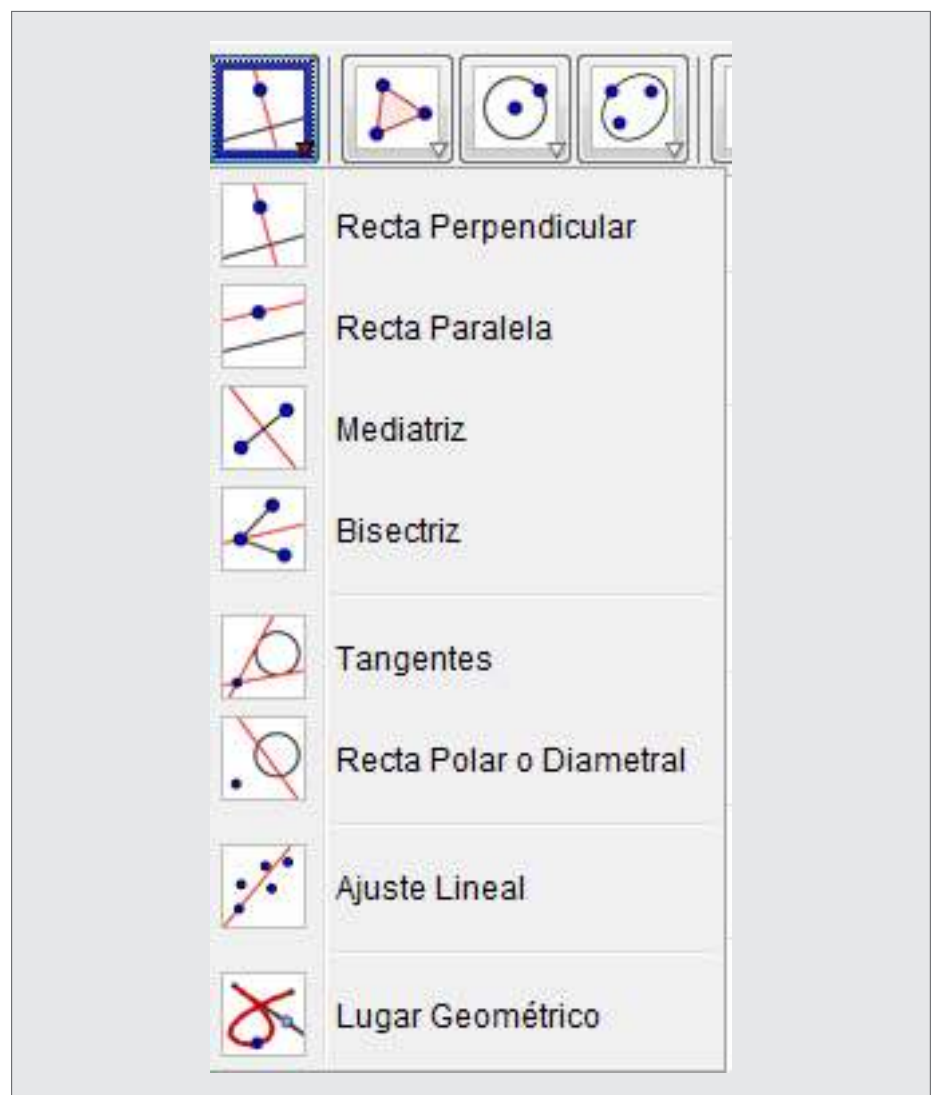 Recta Perpendicular
Recta Paralela
Mediatriz
Bisectriz
Tangentes
Recta Polar o Diametral
Ajuste Lineal
Lugar Geométrico